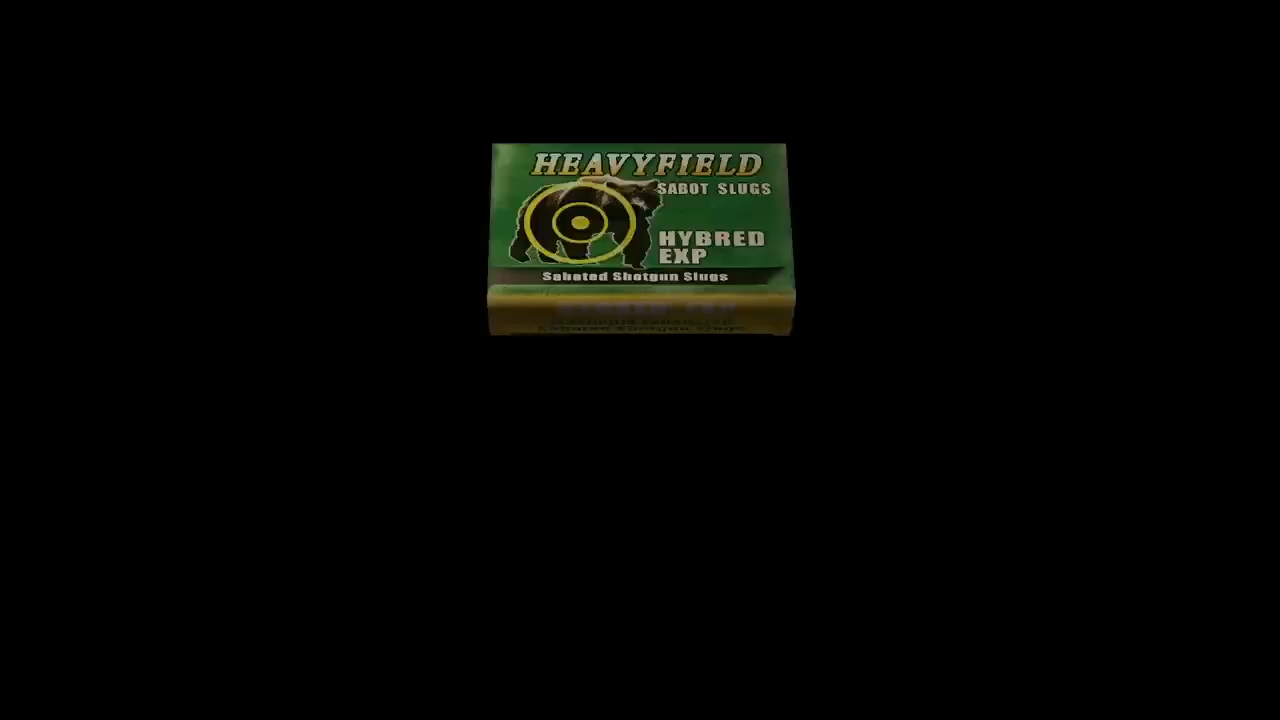 HEAVYFIELD
SABOT SLUGS
HYBRED
EXP
Sabated Shotgun Slugs